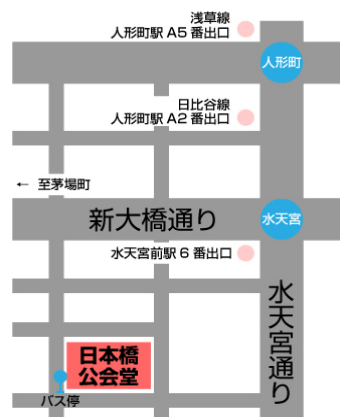 浅草線
人形町駅 A5 番出口
人形町
日比谷線
人形町駅 A2 番出口
← 至茅場町
新大橋通り
水天宮
水天宮前駅 6 番出口
水天宮通り
日本橋
公会堂
バス停